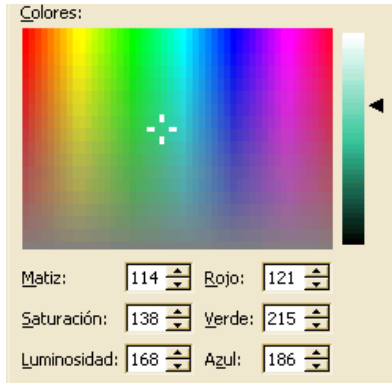 Colores:
Matiz: 114 Rojo: 121
Saturación: 138 Verde: 215
Luminosidad: 168 Azul: 186